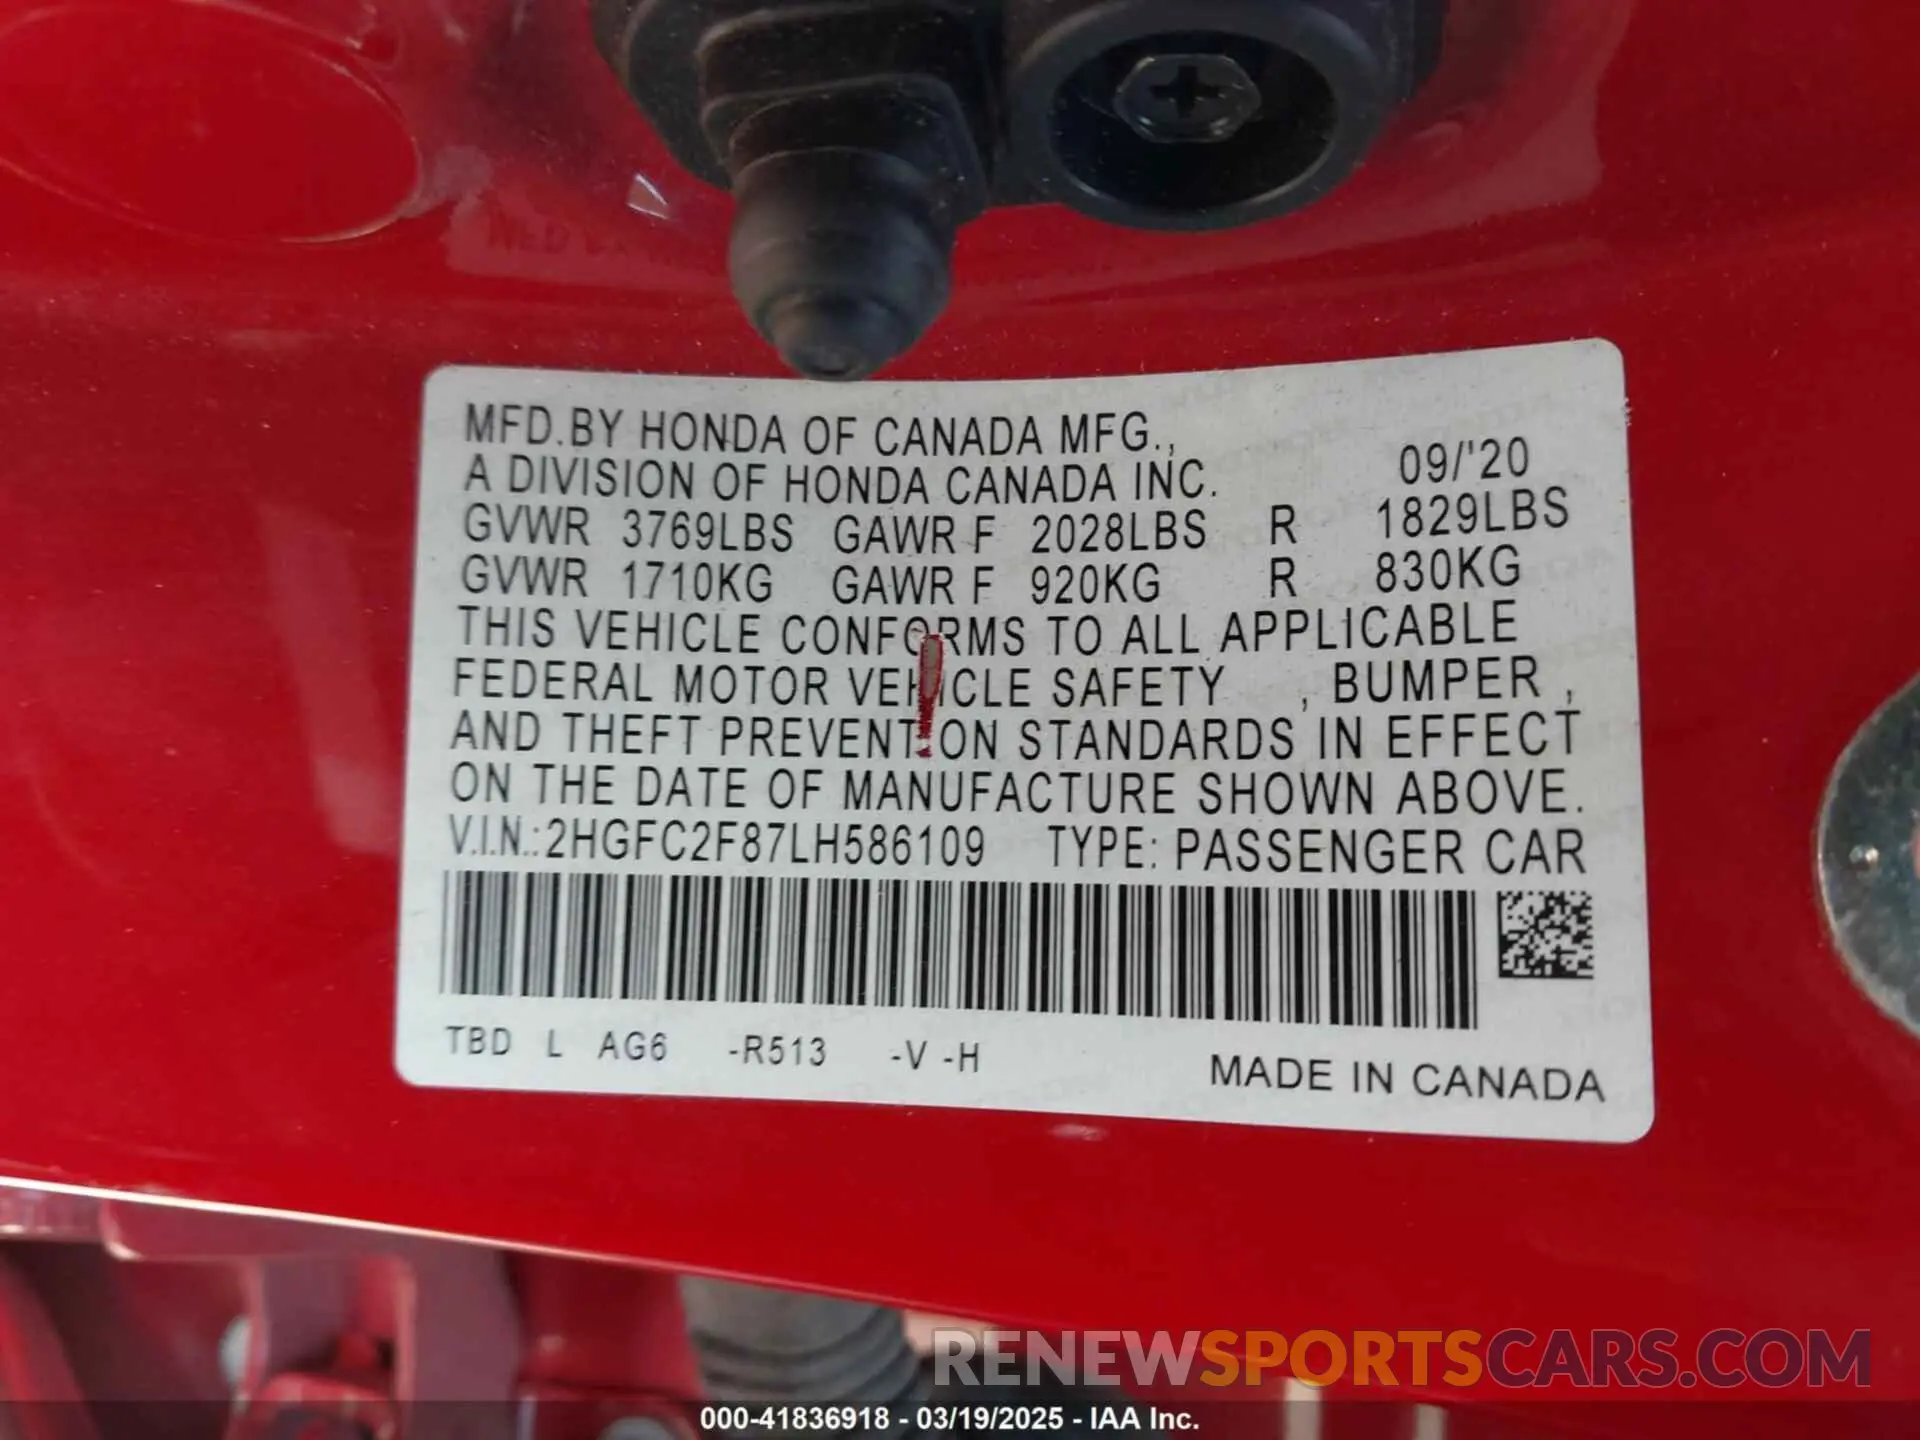 MFD.BY HONDA OF CANADA MFG.,
A DIVISION OF HONDA CANADA INC. 09/'20
GVWR 3769LBS GAWR F 2028LBS R 1829LBS
GVWR 1710KG GAWR F 920KG R 830KG
THIS VEHICLE CONFORMS TO ALL APPLICABLE
FEDERAL MOTOR VEHICLE SAFETY , BUMPER ,
AND THEFT PREVENTION STANDARDS IN EFFECT
ON THE DATE OF MANUFACTURE SHOWN ABOVE.
V.I.N.:2HGFC2F87LH586109 TYPE: PASSENGER CAR
TBD L AG6 -R513 -V -H
MADE IN CANADA
RENEWSPORTSCARS.COM
000-41836918 - 03/19/2025 - IAA Inc.